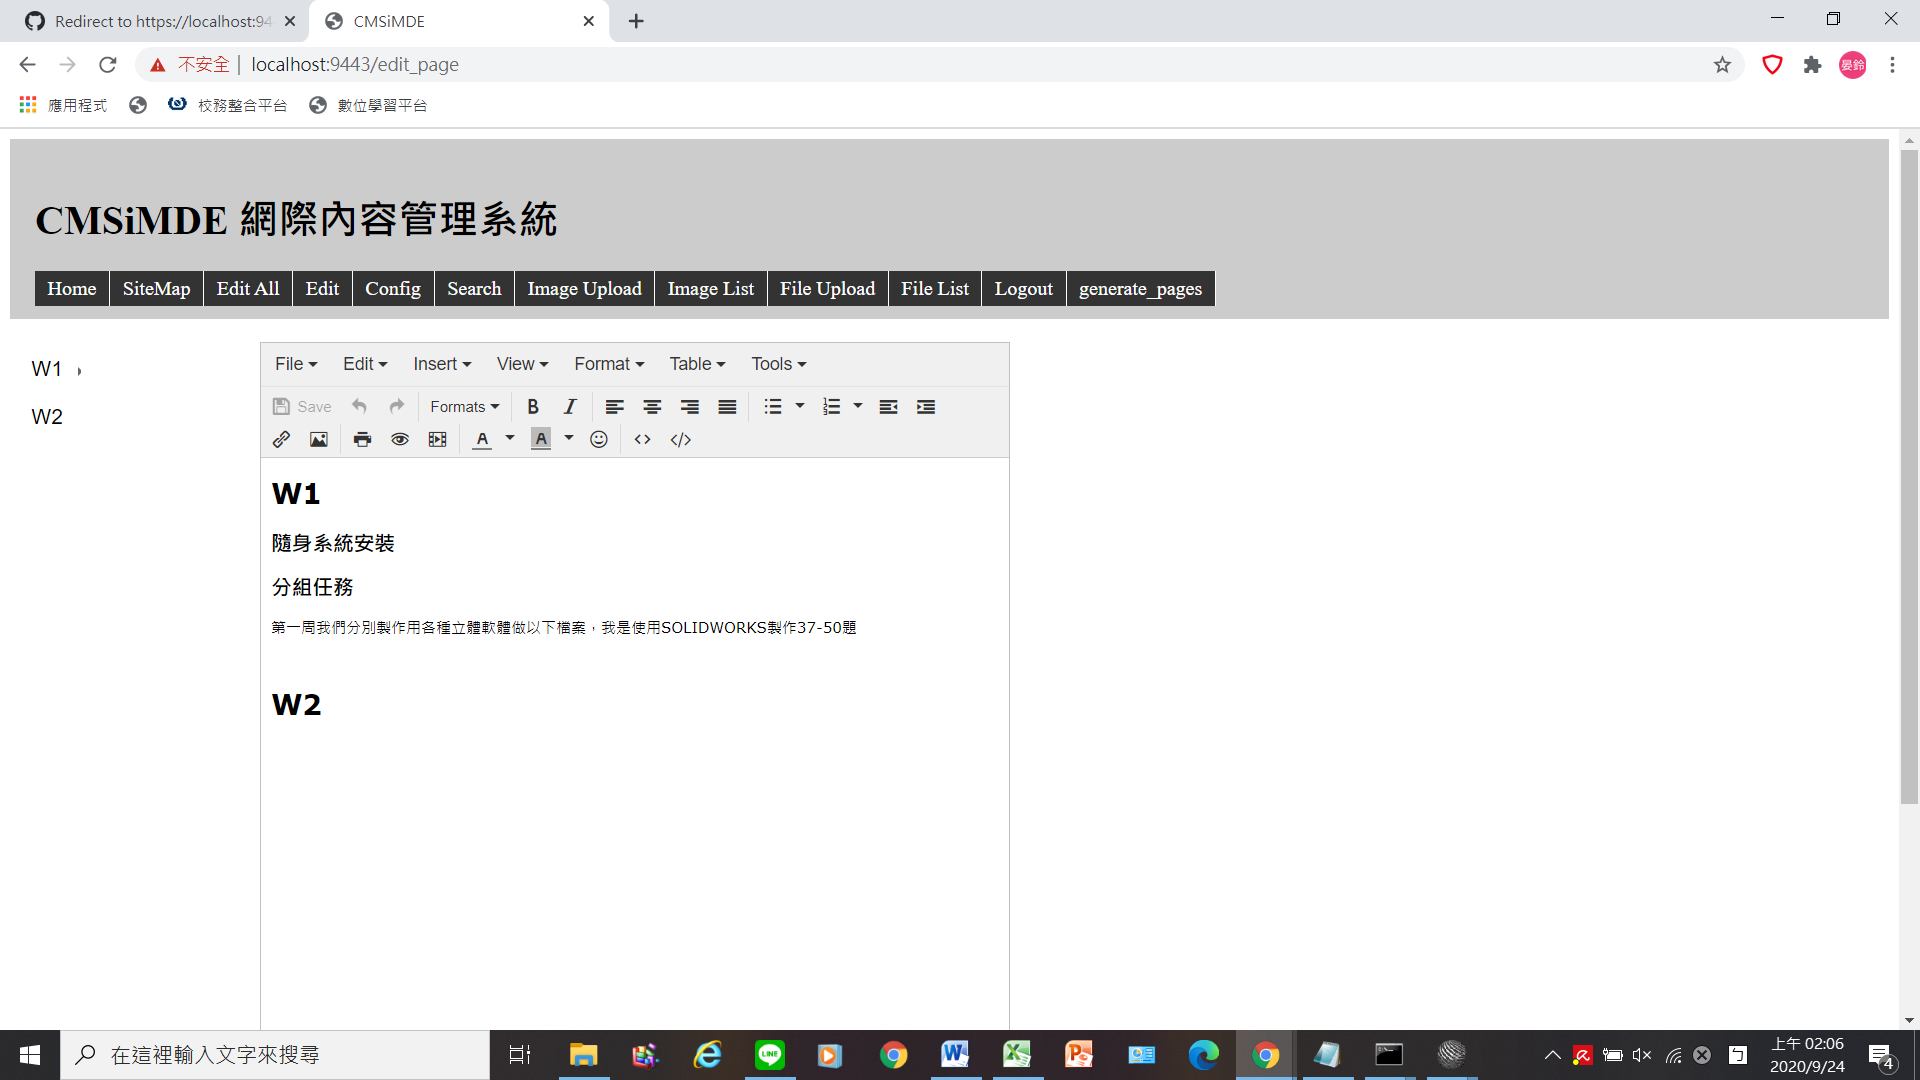 Redirect to https://localhost:94
CMSiMDE
不安全 | localhost:9443/edit_page
晏鈴
應用程式
校務整合平台
數位學習平台
CMSiMDE 網際內容管理系統
Home SiteMap Edit All Edit Config Search Image Upload Image List File Upload File List Logout generate_pages
W1
W2
File Edit Insert View Format Table Tools
Save Formats B I
A A
W1
隨身系統安裝
分組任務
第一周我們分別製作用各種立體軟體做以下檔案，我是使用SOLIDWORKS製作37-50題
W2
在這裡輸入文字來搜尋
上午 02:06
2020/9/24
4